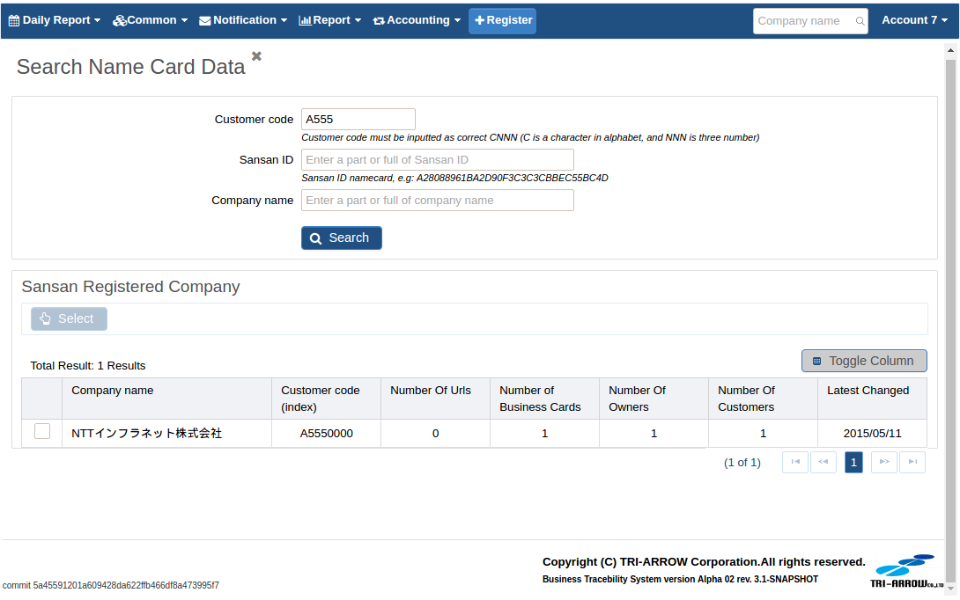 Daily Report Common Notification Report Accounting Register Company name Account 7
Search Name Card Data
Customer code A555
Customer code must be inputted as correct CNNN (C is a character in alphabet, and NNN is three number)
Sansan ID Enter a part or full of Sansan ID
Sansan ID namecard, e.g: A28088961BA2D90F3C3C3CBBEC55BC4D
Company name Enter a part or full of company name
Search
Sansan Registered Company
Select
Total Result: 1 Results Toggle Column
Company name Customer code (index) Number Of Urls Number of Business Cards Number Of Owners Number Of Customers Latest Changed
NTTインフラネット株式会社 A5550000 0 1 1 1 2015/05/11
(1 of 1) 1
Copyright (C) TRI-ARROW Corporation.All rights reserved.
Business Tracebility System version Alpha 02 rev. 3.1-SNAPSHOT
TRI-ARROW CO.,LTD
commit 5a45591201a609428da622ffb466df8a473995f7